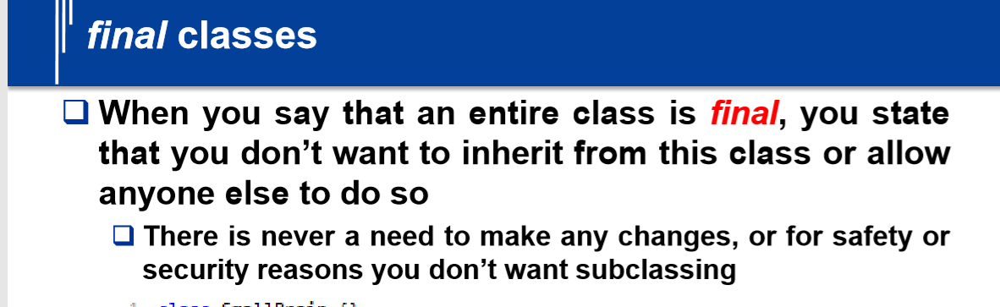 final classes
When you say that an entire class is final, you state
that you don’t want to inherit from this class or allow
anyone else to do so
There is never a need to make any changes, or for safety or
security reasons you don’t want subclassing